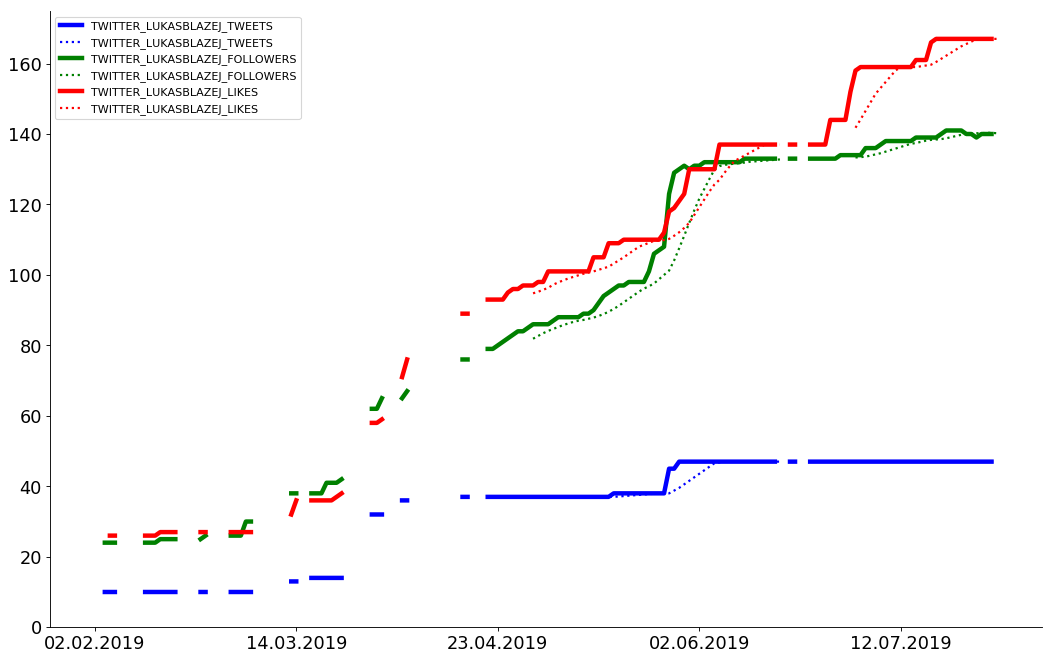 TWITTER_LUKASBLAZEJ_TWEETS
TWITTER_LUKASBLAZEJ_TWEETS
TWITTER_LUKASBLAZEJ_FOLLOWERS
TWITTER_LUKASBLAZEJ_FOLLOWERS
TWITTER_LUKASBLAZEJ_LIKES
TWITTER_LUKASBLAZEJ_LIKES
160
140
120
100
80
60
40
20
0
02.02.2019 14.03.2019 23.04.2019 02.06.2019 12.07.2019